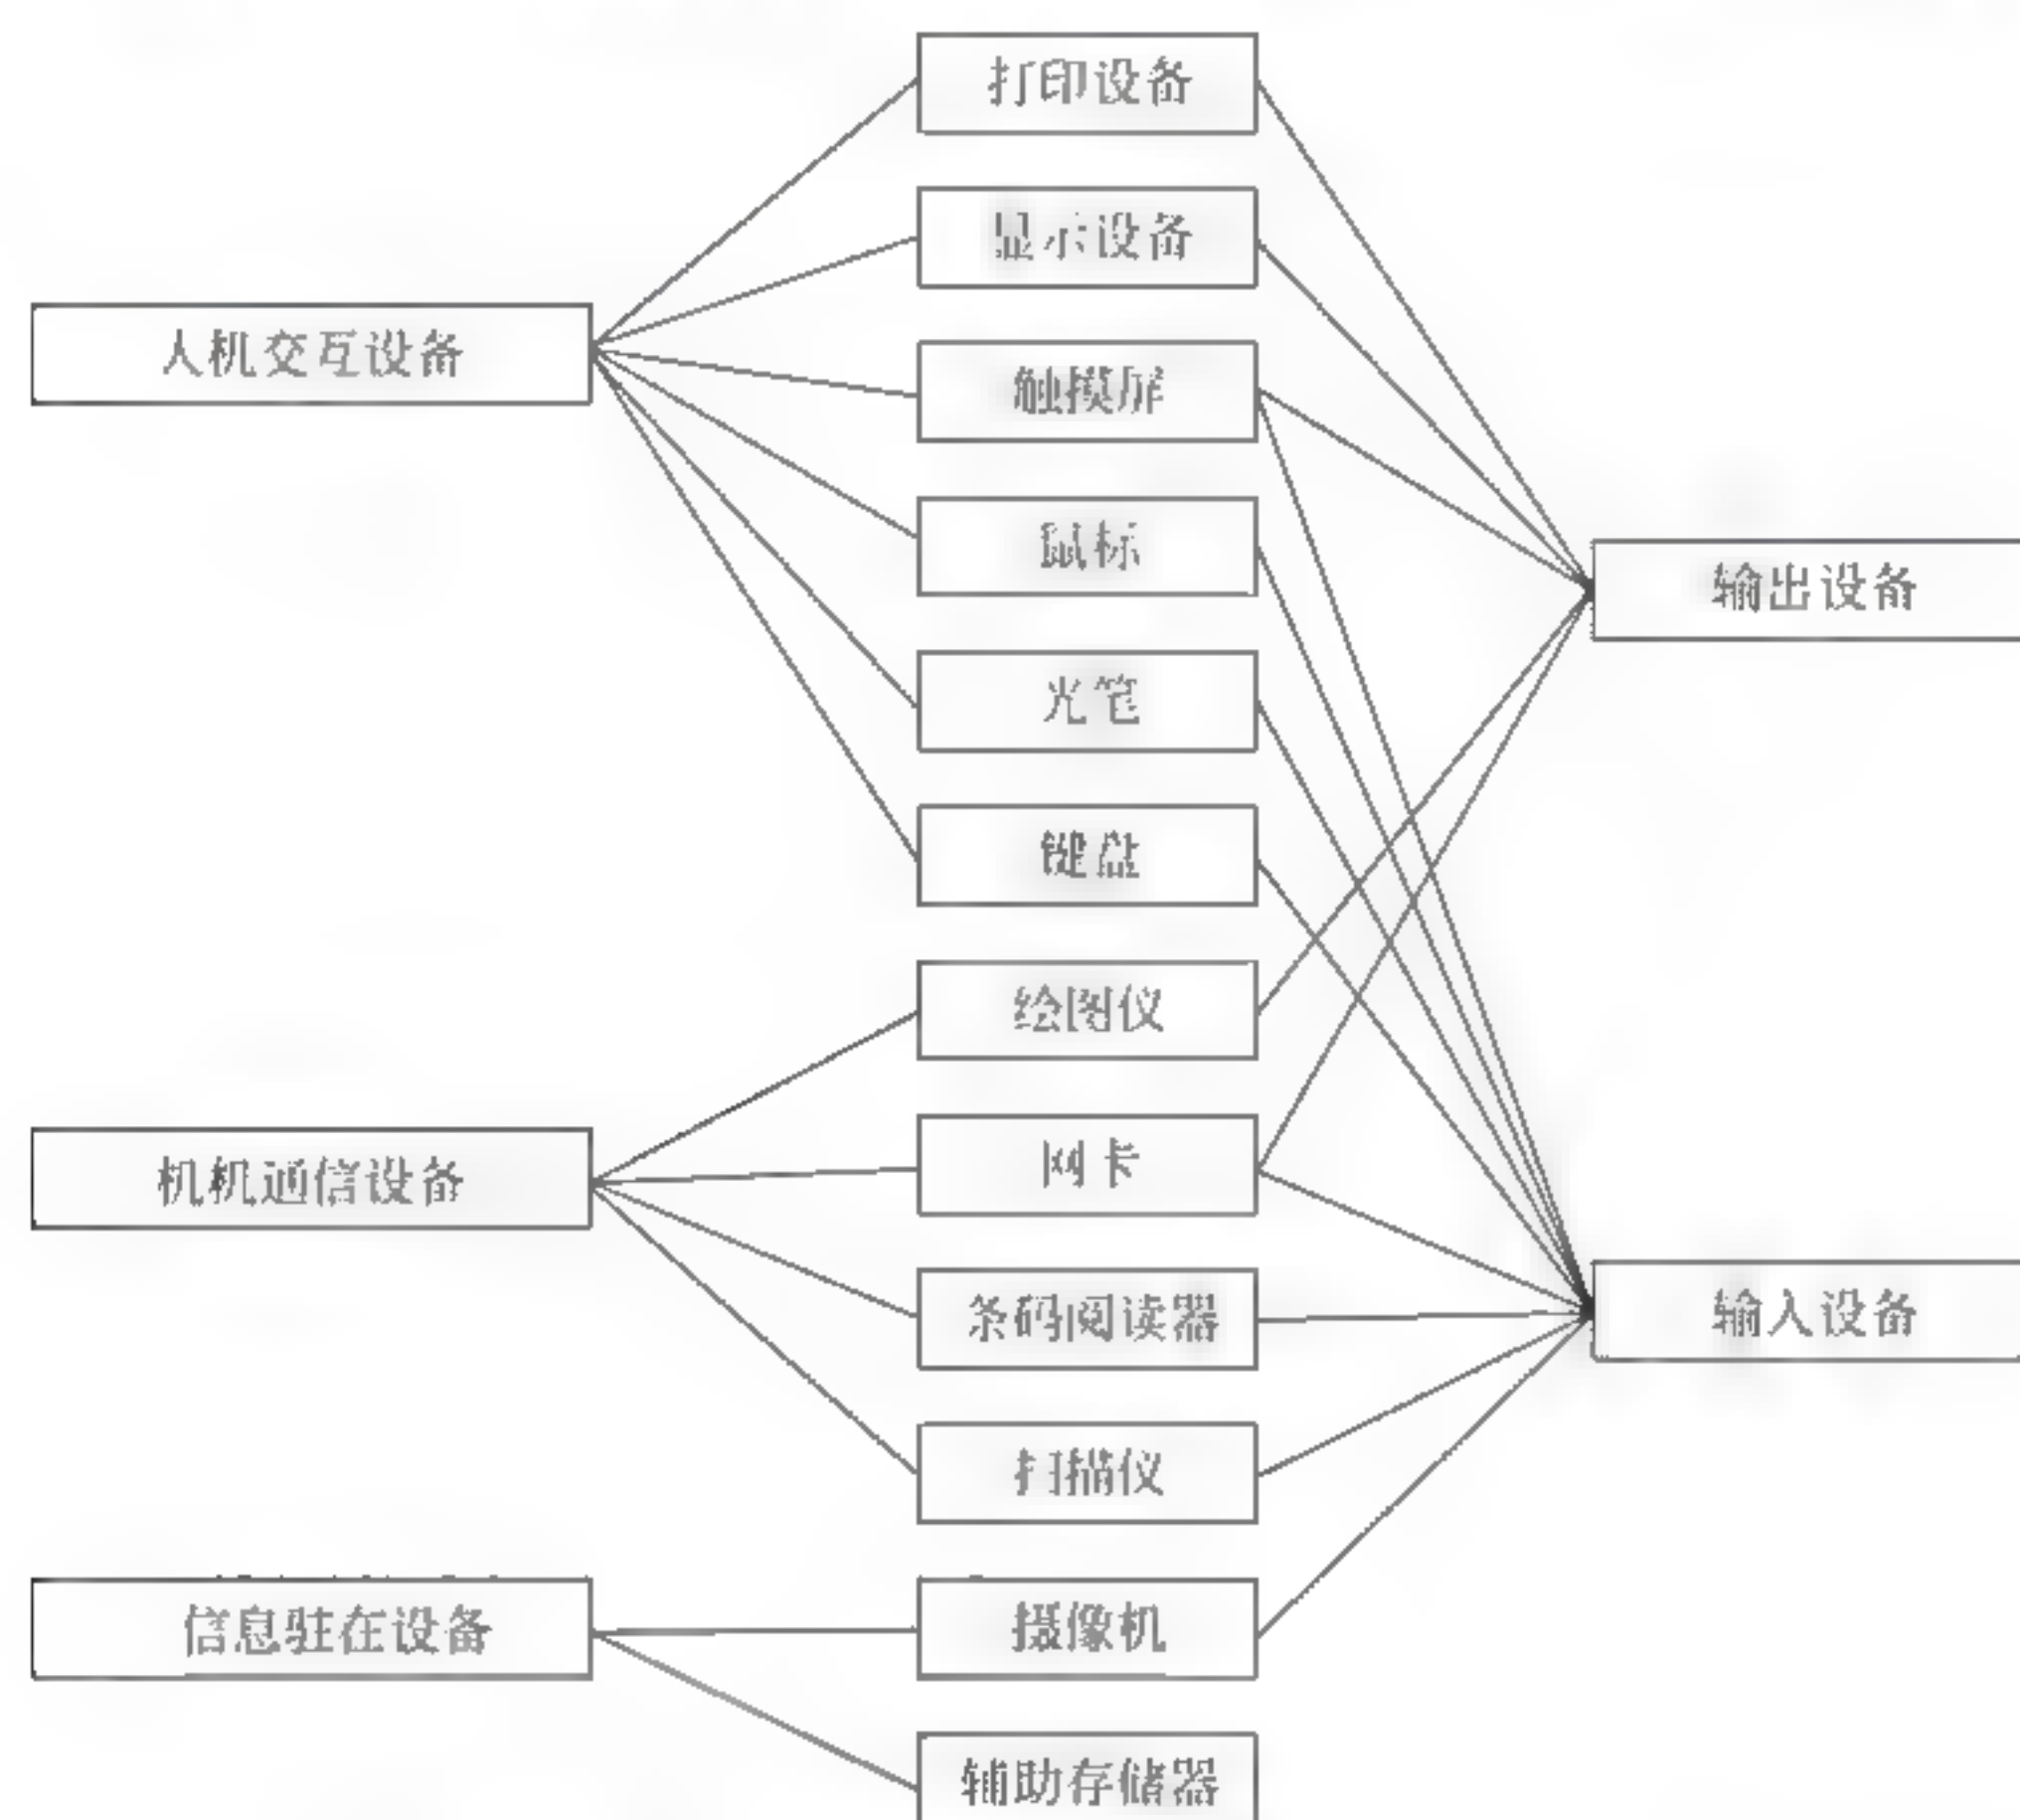 打印设备
显示设备
人机交互设备
触摸屏
鼠标
输出设备
光笔
键盘
绘图仪
网卡
机机通信设备
条码阅读器
输入设备
扫描仪
信息驻在设备
摄像机
辅助存储器